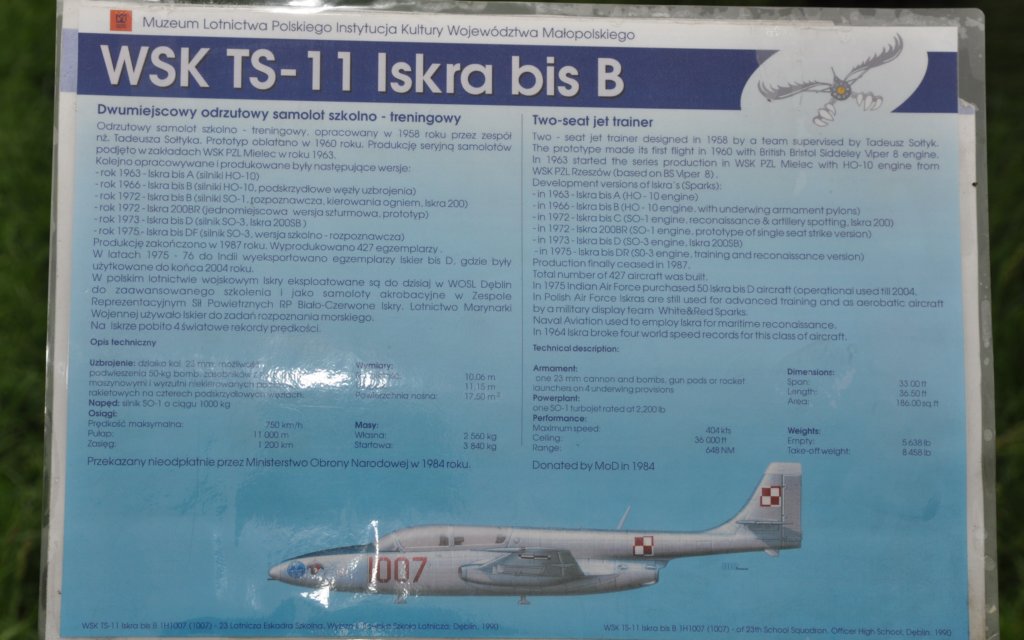 Muzeum Lotnictwa Polskiego Instytucja Kultury Województwa Małopolskiego
WSK TS-11 Iskra bis B
Dwumiejscowy odrzutowy samolot szkolno - treningowy
Odrzutowy samolot szkolno - treningowy, opracowany w 1958 roku przez zespół
nż. Tadeusza Sołtyka. Prototyp oblatano w 1960 roku. Produkcję seryjną samolotów
podjęto w zakładach WSK PZL Mielec w roku 1963.
Kolejno opracowywane i produkowane były następujące wersje:
- rok 1963 - Iskra bis A (silniki HO-10)
- rok 1966 - Iskra bis B (silniki HO-10, podskrzydłowe węzły uzbrojenia)
- rok 1972 - Iskra bis B (silniki SO-1, rozpoznawcza, kierowania ogniem, Iskra 200)
- rok 1972 - Iskra 200BR (jednomiejscowa wersja szturmowa, prototyp)
- rok 1973 - Iskra bis D (silnik SO-3, Iskra 200SB)
- rok 1975 - Iskra bis DF (silnik SO-3, wersja szkolno - rozpoznawcza)
Produkcję zakończono w 1987 roku. Wyprodukowano 427 egzemplarzy.
W latach 1975 - 76 do Indii wyeksportowano egzemplarzy Iskier bis D, gdzie były
użytkowane do końca 2004 roku.
W polskim lotnictwie wojskowym Iskry eksploatowane są do dzisiaj w WOSL Dęblin
do zaawansowanego szkolenia i jako samoloty akrobacyjne w Zespole
Reprezentacyjnym Sił Powietrznych RP Biało-Czerwone Iskry. Lotnictwo Marynarki
Wojennej używało Iskier do zadań rozpoznania morskiego.
Na Iskrze pobito 4 światowe rekordy prędkości.
Opis techniczny
Uzbrojenie: działko kal. 23 mm, możliwość
podwieszenia 50-kg bomb, zasobników z
maszynowymi i wyrzutni niekierowanych
rakietowych na czterech podskrzydłowych węzłach.
Napęd: silnik SO-1 o ciągu 1000 kg
Osiągi:
Prędkość maksymalna: 750 km/h
Pułap: 11 000 m
Zasięg: 1 200 km
Wymiary:
10,06 m
11,15 m
Powierzchnia nośna: 17,50 m²
Masy:
Własna: 2 560 kg
Startowa: 3 840 kg
Przekazany nieodpłatnie przez Ministerstwo Obrony Narodowej w 1984 roku.
Two-seat jet trainer
Two - seat jet trainer designed in 1958 by a team supervised by Tadeusz Sołtyk.
The prototype made its first flight in 1960 with British Bristol Siddeley Viper 8 engine.
In 1963 started the series production in WSK PZL Mielec with HO-10 engine from
WSK PZL Rzeszów (based on BS Viper 8).
Development versions of Iskra´s (Sparks):
- in 1963 - Iskra bis A (HO - 10 engine)
- in 1966 - Iskra bis B (HO - 10 engine, with underwing armament pylons)
- in 1972 - Iskra bis C (SO-1 engine, reconaissance & artillery spotting, Iskra 200)
- in 1972 - Iskra 200BR (SO-1 engine, prototype of single seat strike version)
- in 1973 - Iskra bis D (SO-3 engine, Iskra 200SB)
- in 1975 - Iskra bis DR (S0-3 engine, training and reconaissance version)
Production finally ceased in 1987.
Total number of 427 aircraft was built.
In 1975 Indian Air Force purchased 50 Iskra bis D aircraft (operational used till 2004.
In Polish Air Force Iskras are still used for advanced training and as aerobatic aircraft
by a military display team White&Red Sparks.
Naval Aviation used to employ Iskra for maritime reconaissance.
In 1964 Iskra broke four world speed records for this class of aircraft.
Technical description:
Armament:
one 23 mm cannon and bombs, gun pods or rocket
launchers on 4 underwing provisions
Powerplant:
one SO-1 turbojet rated at 2,200 lb
Performance:
Maximum speed: 404 kts
Ceiling: 36 000 ft
Range: 648 NM
Dimensions:
Span: 33.00 ft
Length: 36.50 ft
Area: 186.00 sq ft
Weights:
Empty: 5 638 lb
Take-off weight: 8 458 lb
Donated by MoD in 1984
1007
WSK TS-11 Iskra bis B 1H1007 (1007) - 23 Lotnicza Eskadra Szkolna, Wyższa Szkoła Lotnicza, Dęblin, 1990
WSK TS-11 Iskra bis B 1H1007 (1007) - of 23th School Squadron, Officer High School, Dęblin, 1990